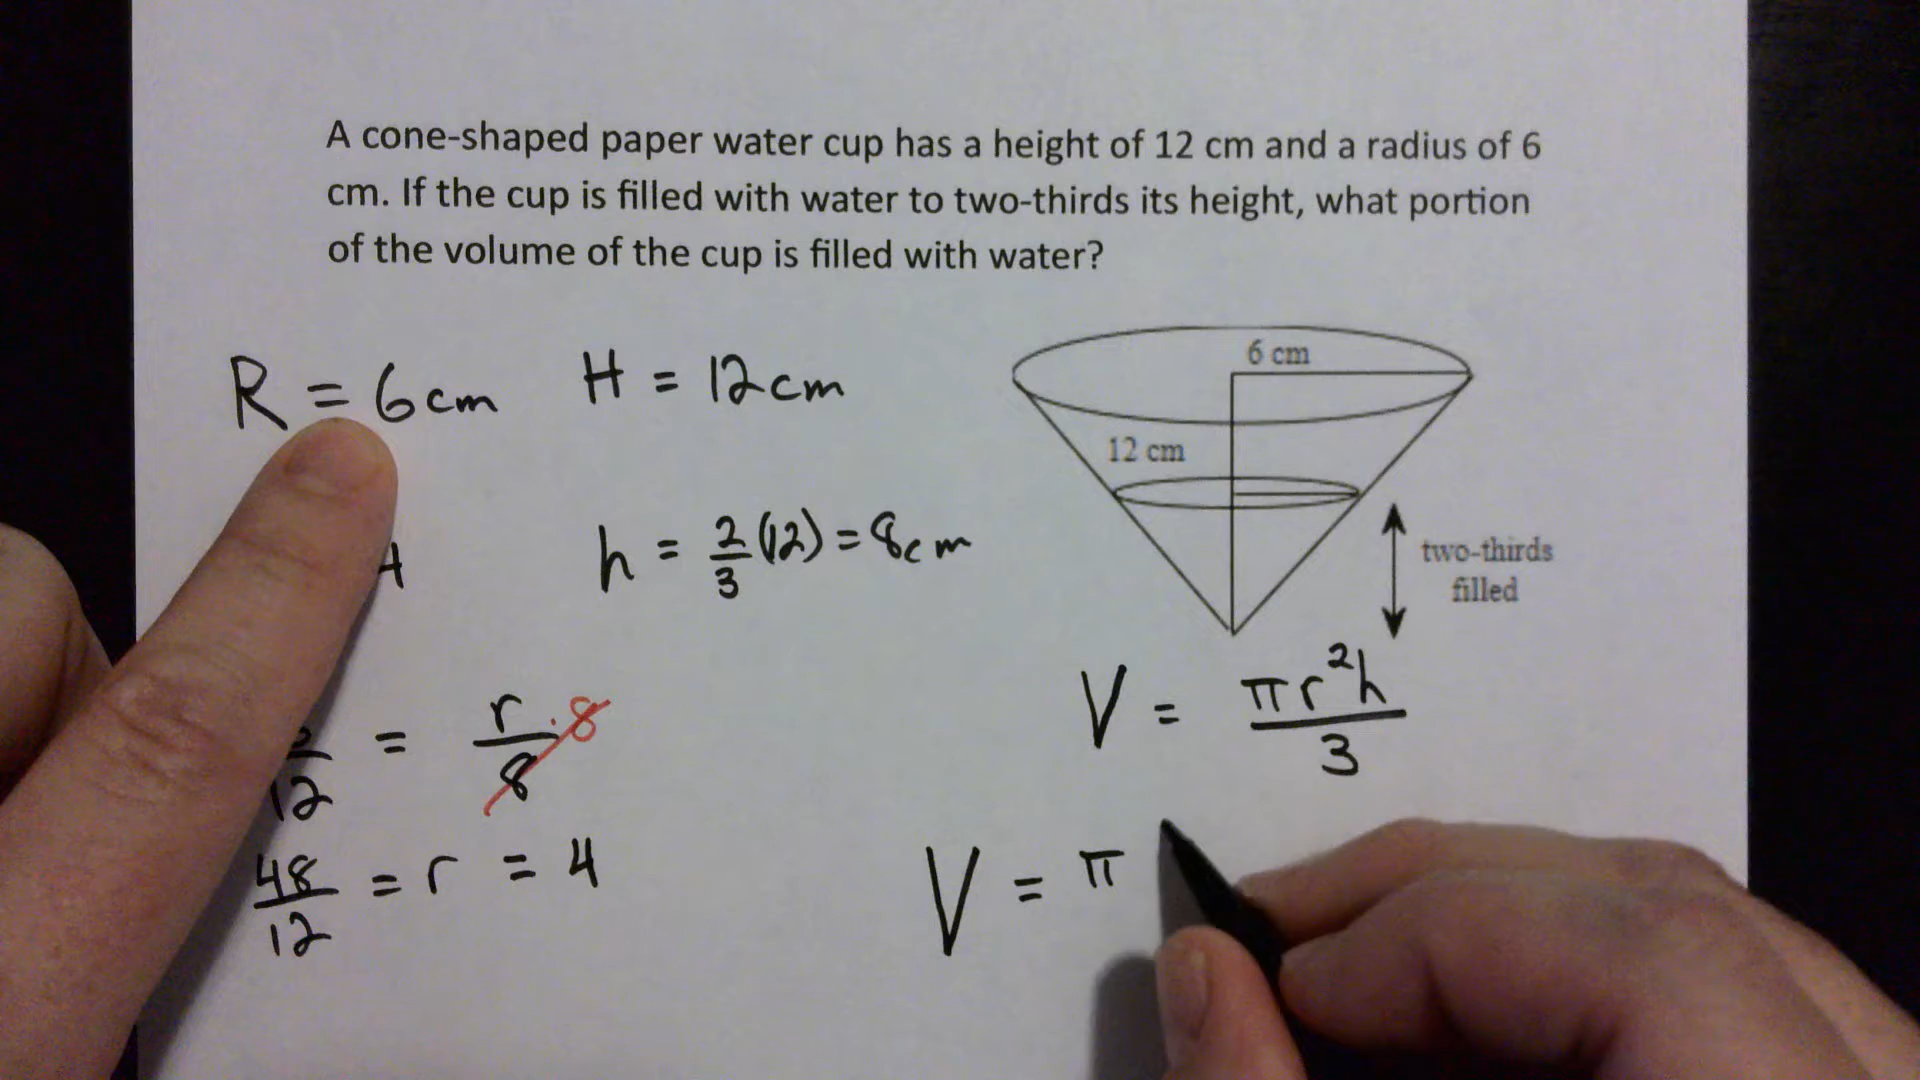 A cone-shaped paper water cup has a height of 12 cm and a radius of 6
cm. If the cup is filled with water to two-thirds its height, what portion
of the volume of the cup is filled with water?
R = 6cm H = 12cm
6 cm
12 cm
h = 2/3 (12) = 8cm
two-thirds
filled
/12 = r/8 · 8
48/12 = r = 4
V = πr²h/3
V = π